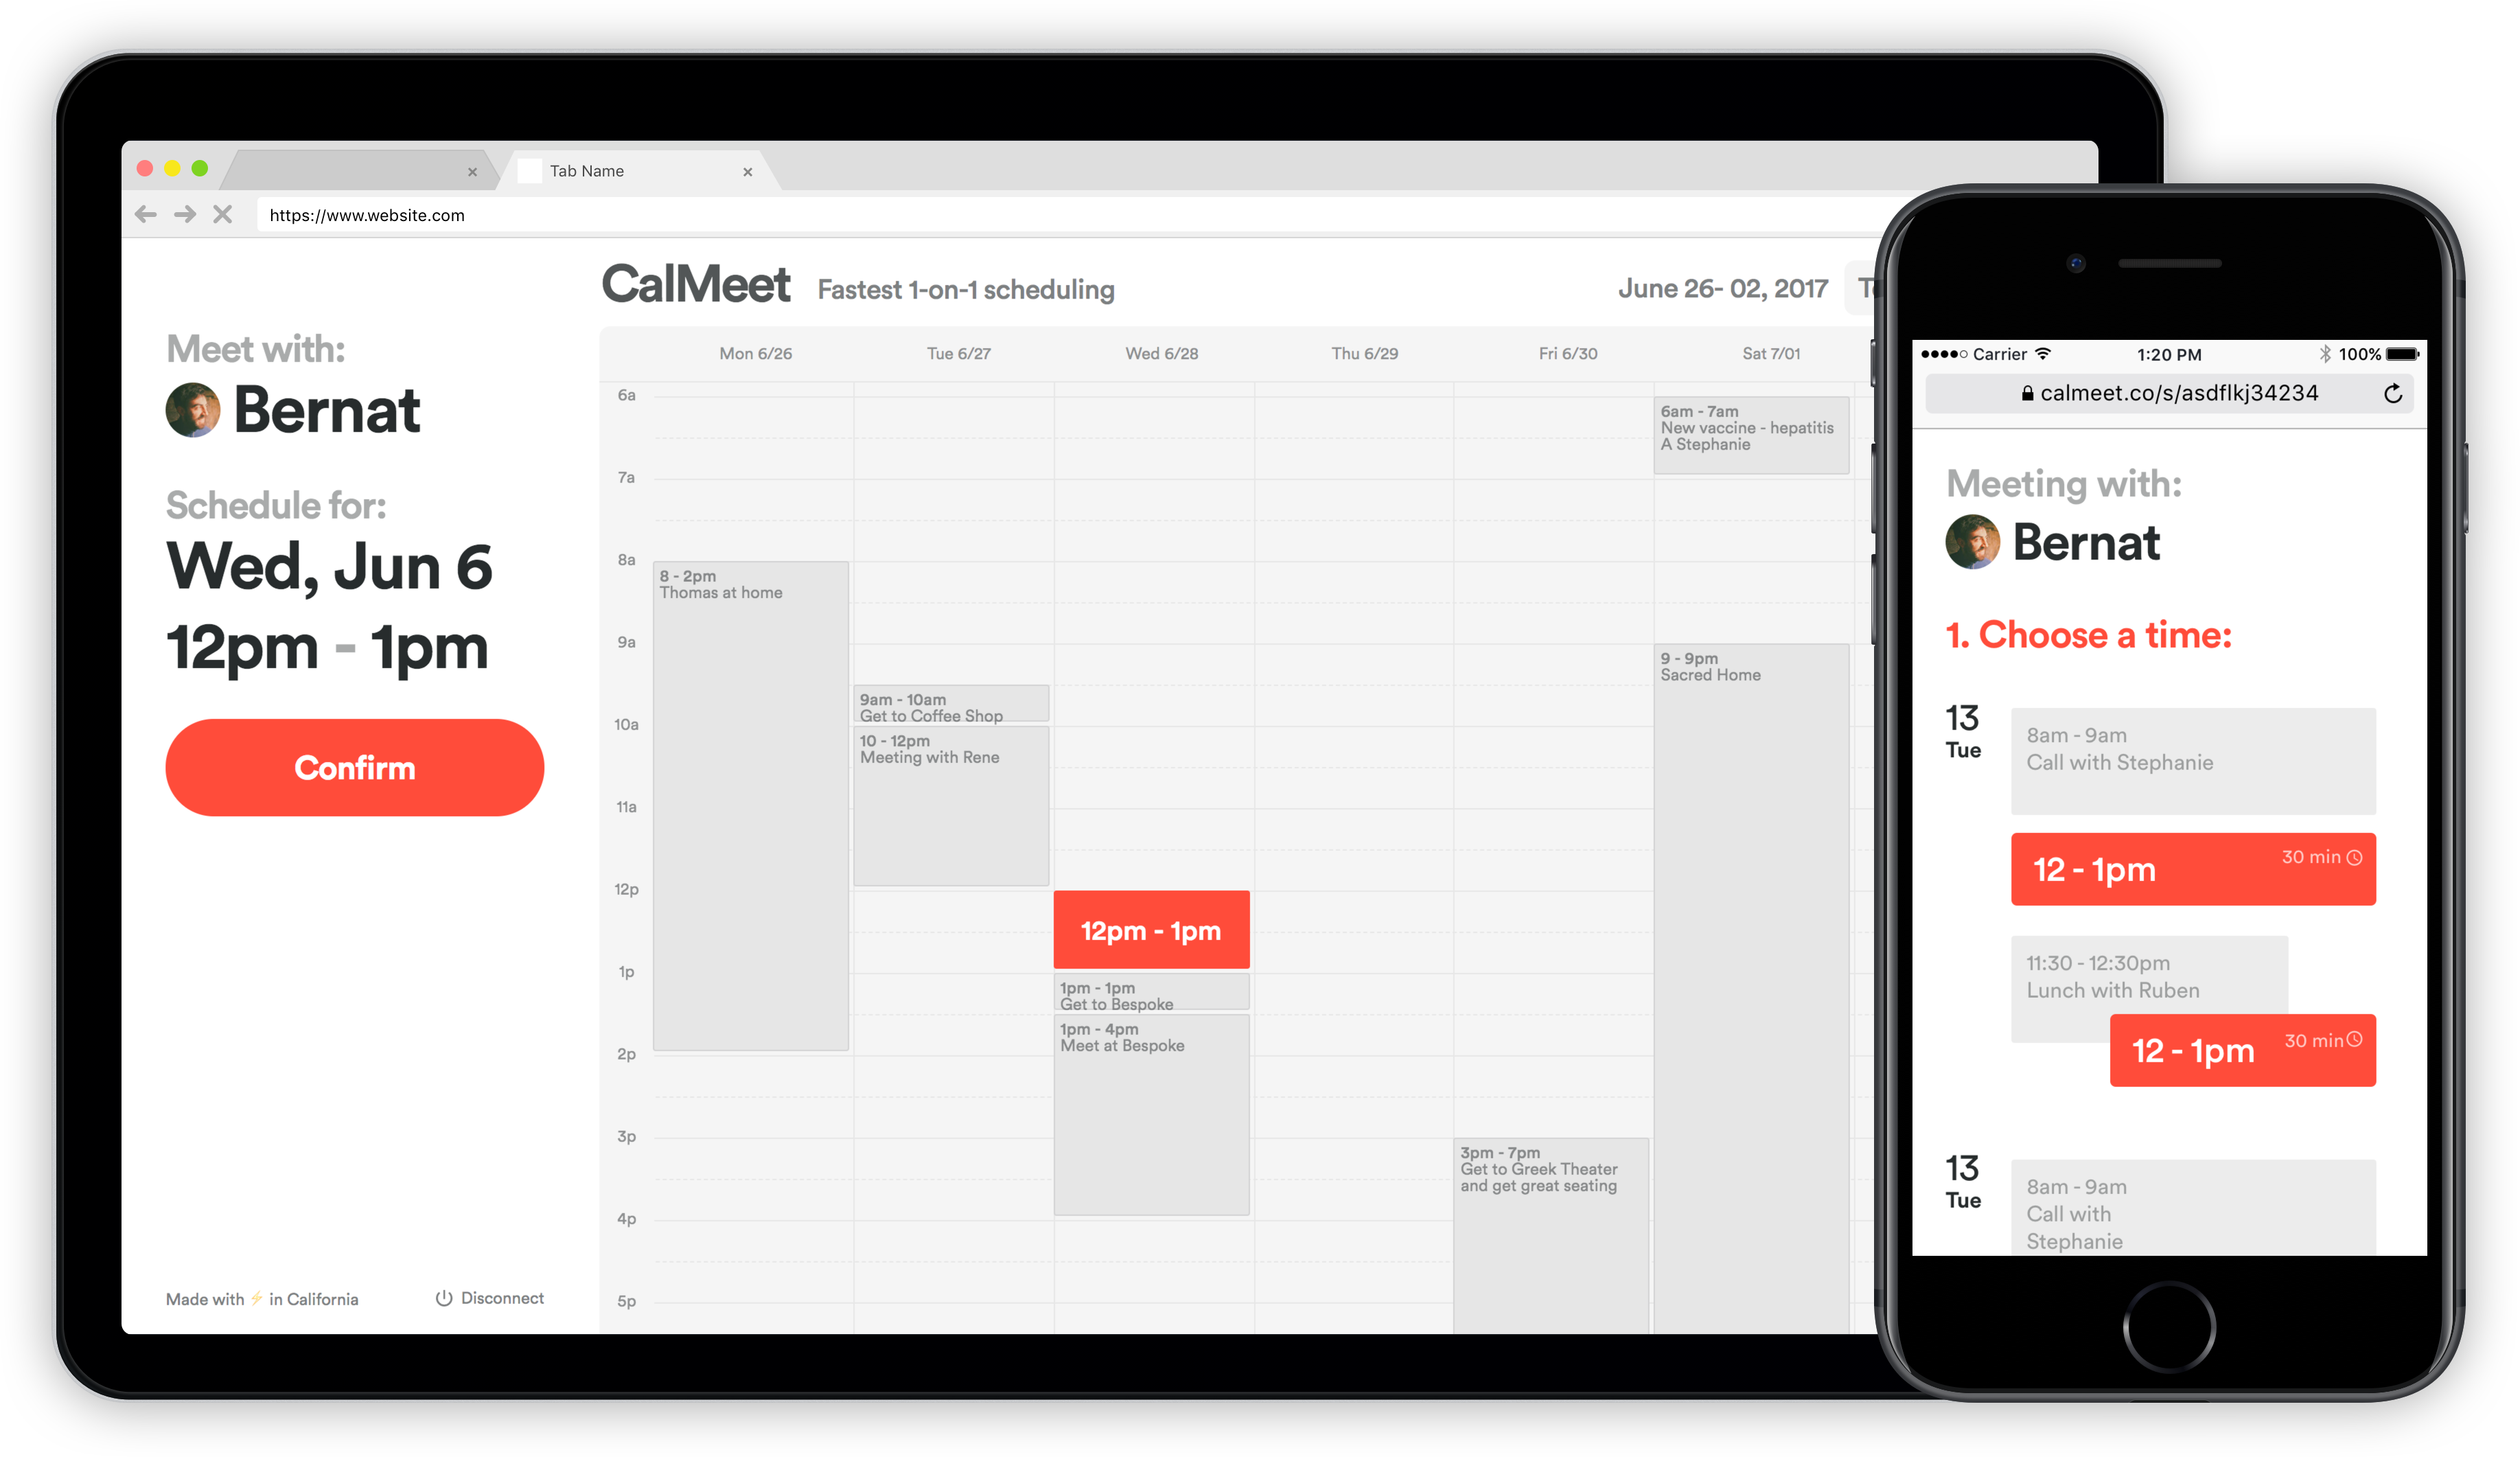 Tab Name
https://www.website.com
CalMeet
Fastest 1-on-1 scheduling
June 26- 02, 2017
Meet with:
Bernat
Schedule for:
Wed, Jun 6
12pm - 1pm
Confirm
Made with ⚡ in California
Disconnect
Mon 6/26
Tue 6/27
Wed 6/28
Thu 6/29
Fri 6/30
Sat 7/01
6a
7a
8a
9a
10a
11a
12p
1p
2p
3p
4p
5p
8 - 2pm
Thomas at home
9am - 10am
Get to Coffee Shop
10 - 12pm
Meeting with Rene
12pm - 1pm
1pm - 1pm
Get to Bespoke
1pm - 4pm
Meet at Bespoke
3pm - 7pm
Get to Greek Theater
and get great seating
6am - 7am
New vaccine - hepatitis
A Stephanie
9 - 9pm
Sacred Home
Carrier
1:20 PM
100%
calmeet.co/s/asdflkj34234
Meeting with:
Bernat
1. Choose a time:
13
Tue
8am - 9am
Call with Stephanie
12 - 1pm
30 min
11:30 - 12:30pm
Lunch with Ruben
12 - 1pm
30 min
13
Tue
8am - 9am
Call with
Stephanie